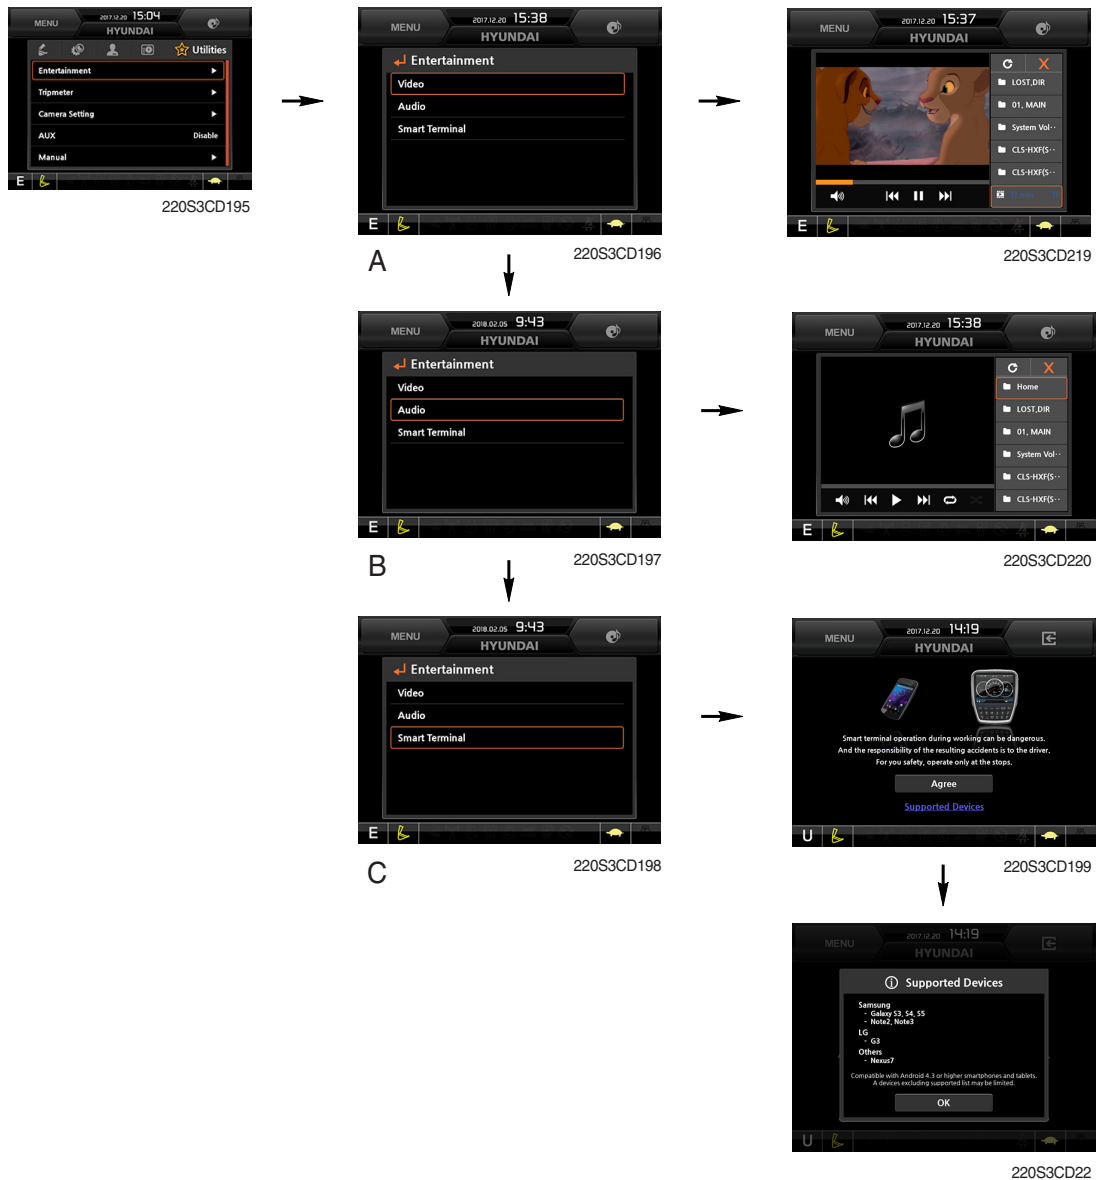 MENU
2017.12.20 15:04
HYUNDAI
Utilities
Entertainment
Tripmeter
Camera Setting
AUX Disable
Manual
E
220S3CD195
MENU
2017.12.20 15:38
HYUNDAI
Entertainment
Video
Audio
Smart Terminal
E
A
220S3CD196
MENU
2017.12.20 15:37
HYUNDAI
LOST,DIR
01, MAIN
System Vol··
CLS-HXF(S··
CLS-HXF(S··
E
220S3CD219
MENU
2018.02.05 9:43
HYUNDAI
Entertainment
Video
Audio
Smart Terminal
E
B
220S3CD197
MENU
2017.12.20 15:38
HYUNDAI
Home
LOST,DIR
01, MAIN
System Vol··
CLS-HXF(S··
CLS-HXF(S··
E
220S3CD220
MENU
2018.02.05 9:43
HYUNDAI
Entertainment
Video
Audio
Smart Terminal
E
C
220S3CD198
MENU
2017.12.20 14:19
HYUNDAI
Smart terminal operation during working can be dangerous.
And the responsibility of the resulting accidents is to the driver.
For you safety, operate only at the stops.
Agree
Supported Devices
U
220S3CD199
MENU
2017.12.20 14:19
HYUNDAI
Supported Devices
Samsung
- Galaxy S3, S4, S5
- Note2, Note3
LG
- G3
Others
- Nexus7
Compatible with Android 4.3 or higher smartphones and tablets.
A devices excluding supported list may be limited.
OK
U
220S3CD22